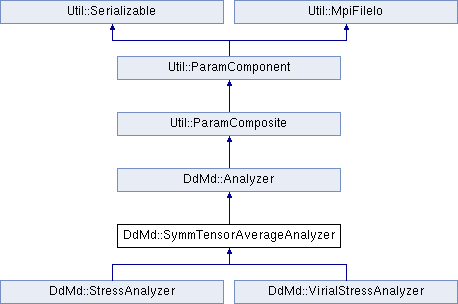 Util::Serializable
Util::MpiFileIo
Util::ParamComponent
Util::ParamComposite
DdMd::Analyzer
DdMd::SymmTensorAverageAnalyzer
DdMd::StressAnalyzer
DdMd::VirialStressAnalyzer